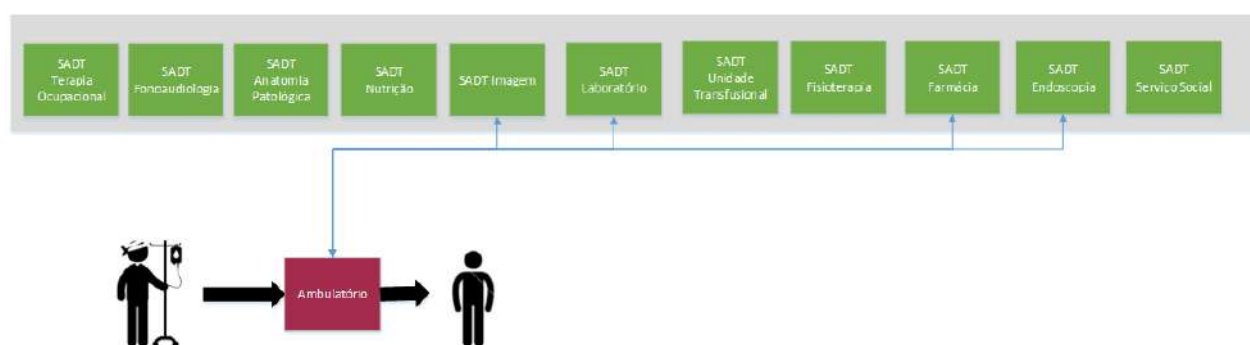 SADT
Terapia
Ocupacional
SADT
Fonoaudiologia
SADT
Anatomia
Patológica
SADT
Nutrição
SADT Imagem
SADT
Laboratório
SADT
Unidade
Transfusional
SADT
Fisioterapia
SADT
Farmácia
SADT
Endoscopia
SADT
Serviço Social
Ambulatório